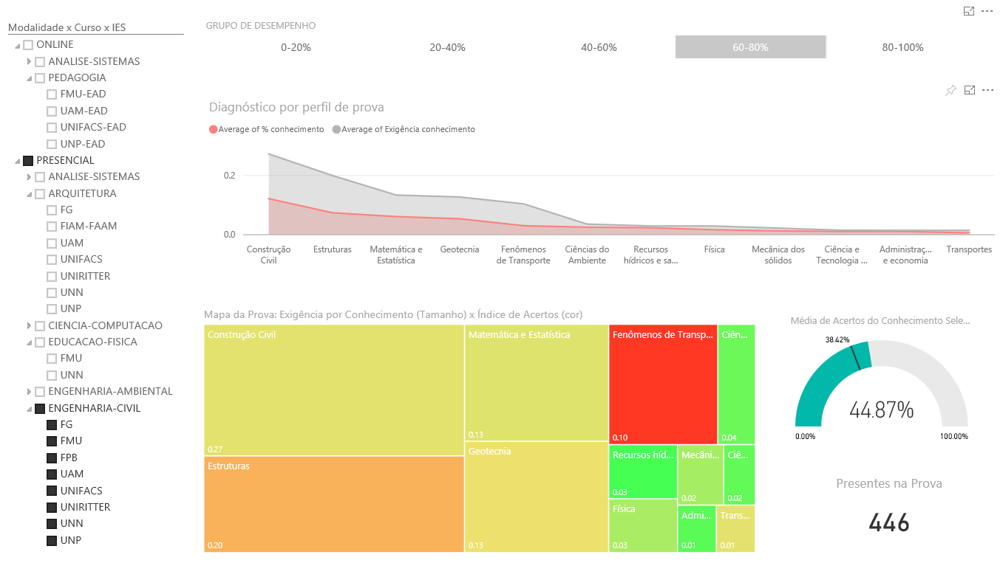 Modalidade x Curso x IES
ONLINE
ANALISE-SISTEMAS
PEDAGOGIA
FMU-EAD
UAM-EAD
UNIFACS-EAD
UNP-EAD
PRESENCIAL
ANALISE-SISTEMAS
ARQUITETURA
FG
FIAM-FAAM
UAM
UNIFACS
UNIRITTER
UNN
UNP
CIENCIA-COMPUTACAO
EDUCACAO-FISICA
FMU
UNN
ENGENHARIA-AMBIENTAL
ENGENHARIA-CIVIL
FG
FMU
FPB
UAM
UNIFACS
UNIRITTER
UNN
UNP
GRUPO DE DESEMPENHO
0-20% 20-40% 40-60% 60-80% 80-100%
Diagnóstico por perfil de prova
Average of % conhecimento Average of Exigência conhecimento
0.2
0.0
Construção Civil
Estruturas
Matemática e Estatística
Geotecnia
Fenômenos de Transporte
Ciências do Ambiente
Recursos hídricos e sa...
Física
Mecânica dos sólidos
Ciência e Tecnologia ...
Administraç... e economia
Transportes
Mapa da Prova: Exigência por Conhecimento (Tamanho) x Índice de Acertos (cor)
Construção Civil
0.27
Estruturas
0.20
Matemática e Estatística
0.13
Geotecnia
0.13
Fenômenos de Transp...
0.10
Ciên...
0.04
Recursos híd...
0.03
Física
0.03
Mecâni...
0.02
Ciê...
0.02
Admi...
0.01
Trans...
0.01
Média de Acertos do Conhecimento Sele...
38.42%
44.87%
0.00% 100.00%
Presentes na Prova
446